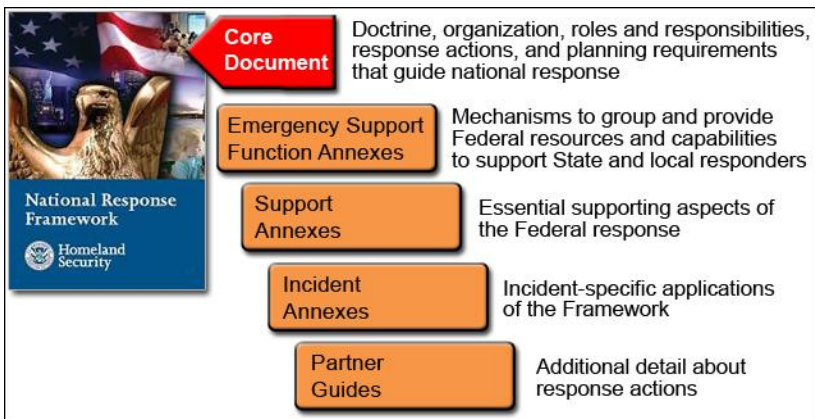 Core
Document
Doctrine, organization, roles and responsibilities,
response actions, and planning requirements
that guide national response
Emergency Support
Function Annexes
Mechanisms to group and provide
Federal resources and capabilities
to support State and local responders
National Response
Framework
Homeland
Security
Support
Annexes
Essential supporting aspects of
the Federal response
Incident
Annexes
Incident-specific applications
of the Framework
Partner
Guides
Additional detail about
response actions